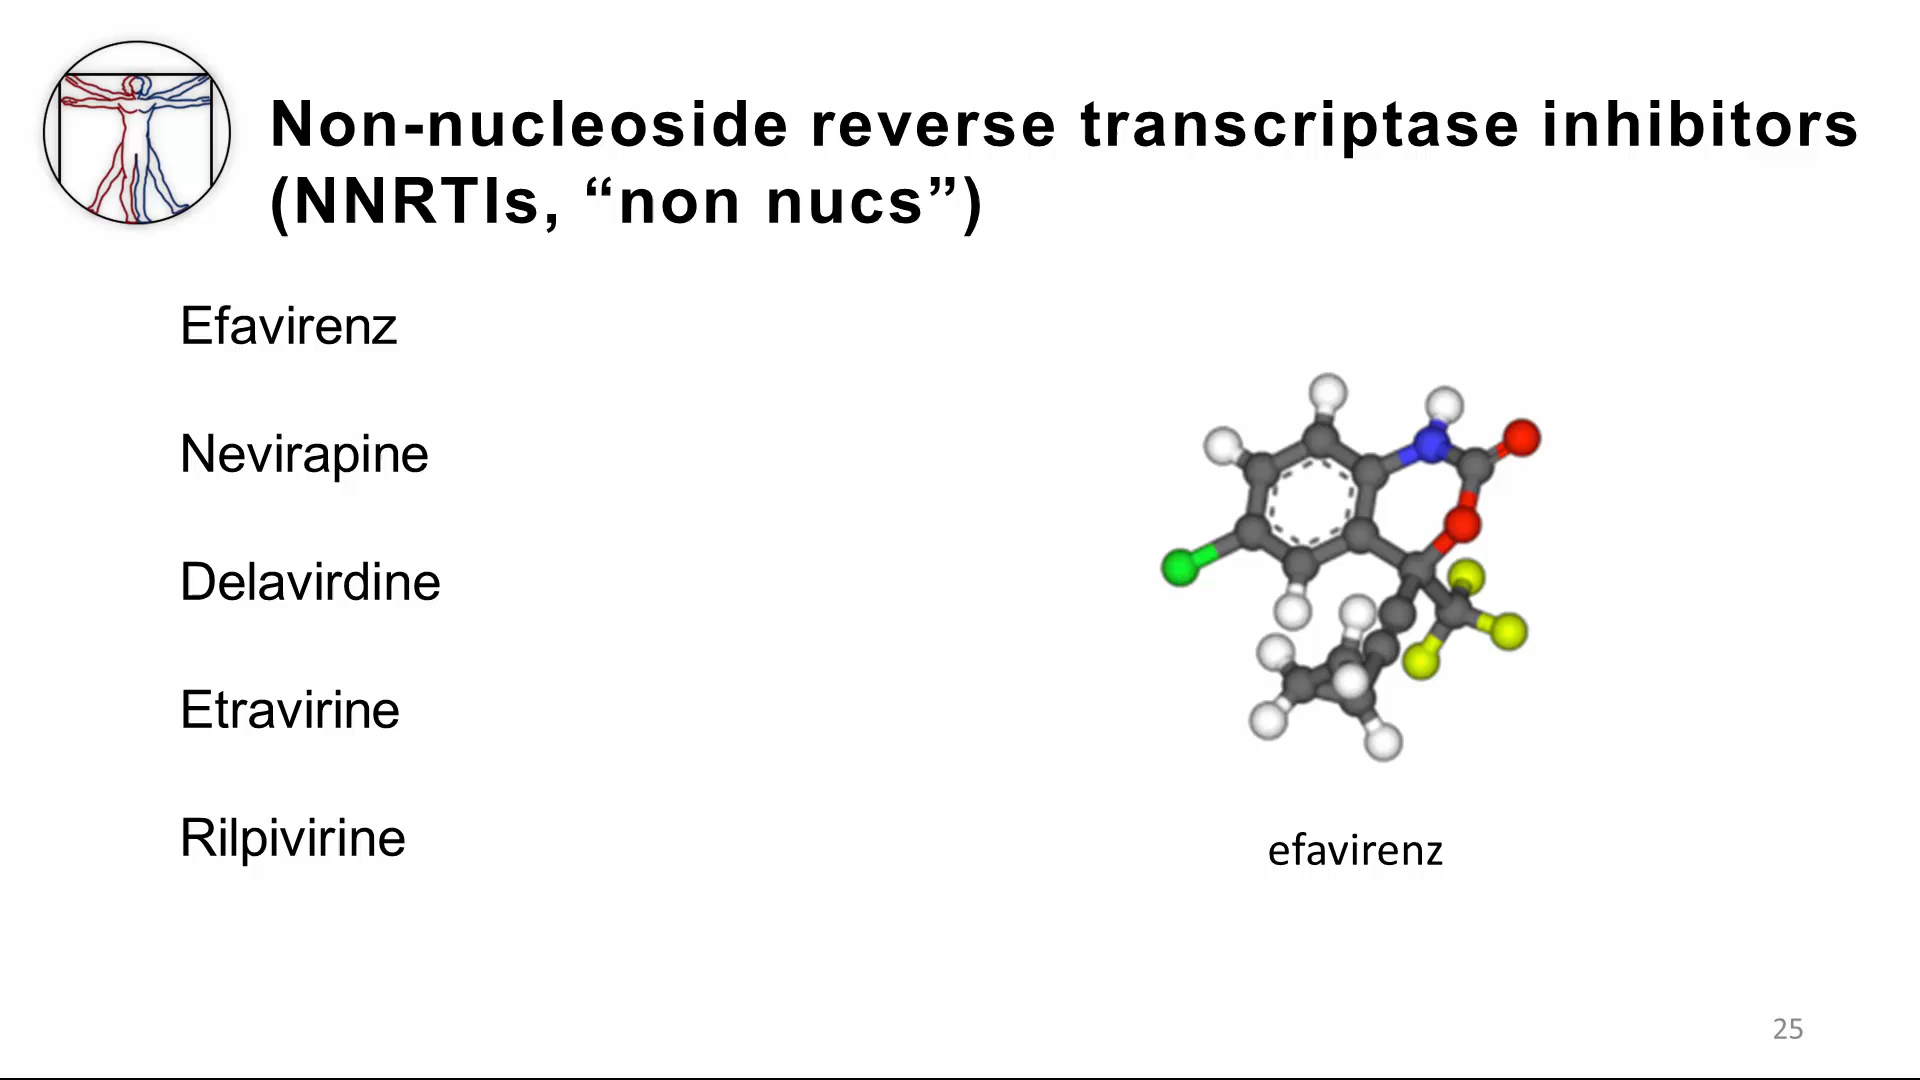 Non-nucleoside reverse transcriptase inhibitors
(NNRTIs, “non nucs”)
Efavirenz
Nevirapine
Delavirdine
Etravirine
Rilpivirine
efavirenz
25